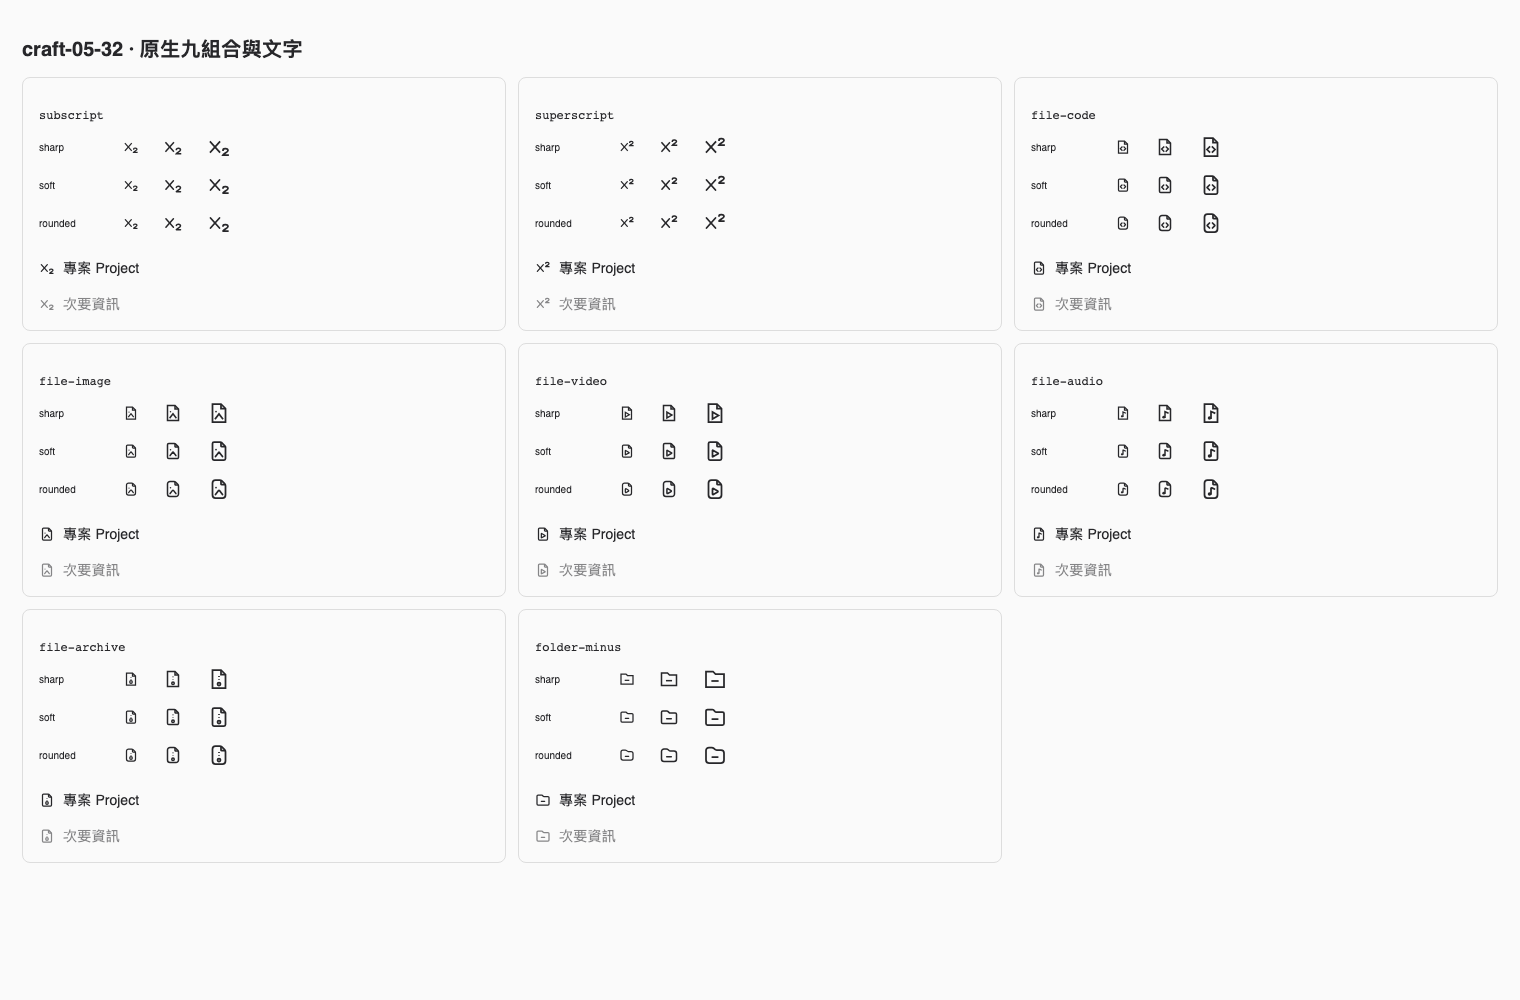 craft-05-32 · 原生九組合與文字
subscript
sharp
soft
rounded
專案 Project
次要資訊
superscript
sharp
soft
rounded
專案 Project
次要資訊
file-code
sharp
soft
rounded
專案 Project
次要資訊
file-image
sharp
soft
rounded
專案 Project
次要資訊
file-video
sharp
soft
rounded
專案 Project
次要資訊
file-audio
sharp
soft
rounded
專案 Project
次要資訊
file-archive
sharp
soft
rounded
專案 Project
次要資訊
folder-minus
sharp
soft
rounded
專案 Project
次要資訊